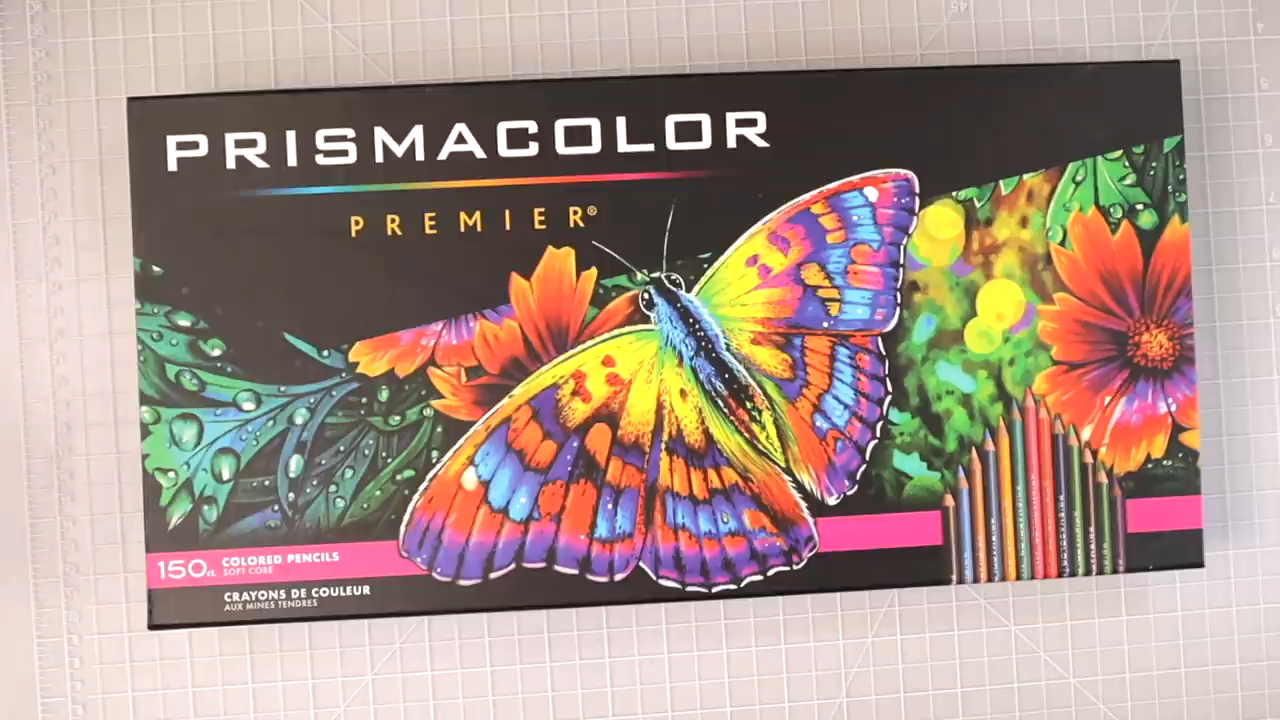 PRISMACOLOR
PREMIER®
150ct. COLORED PENCILS
SOFT CORE
CRAYONS DE COULEUR
AUX MINES TENDRES